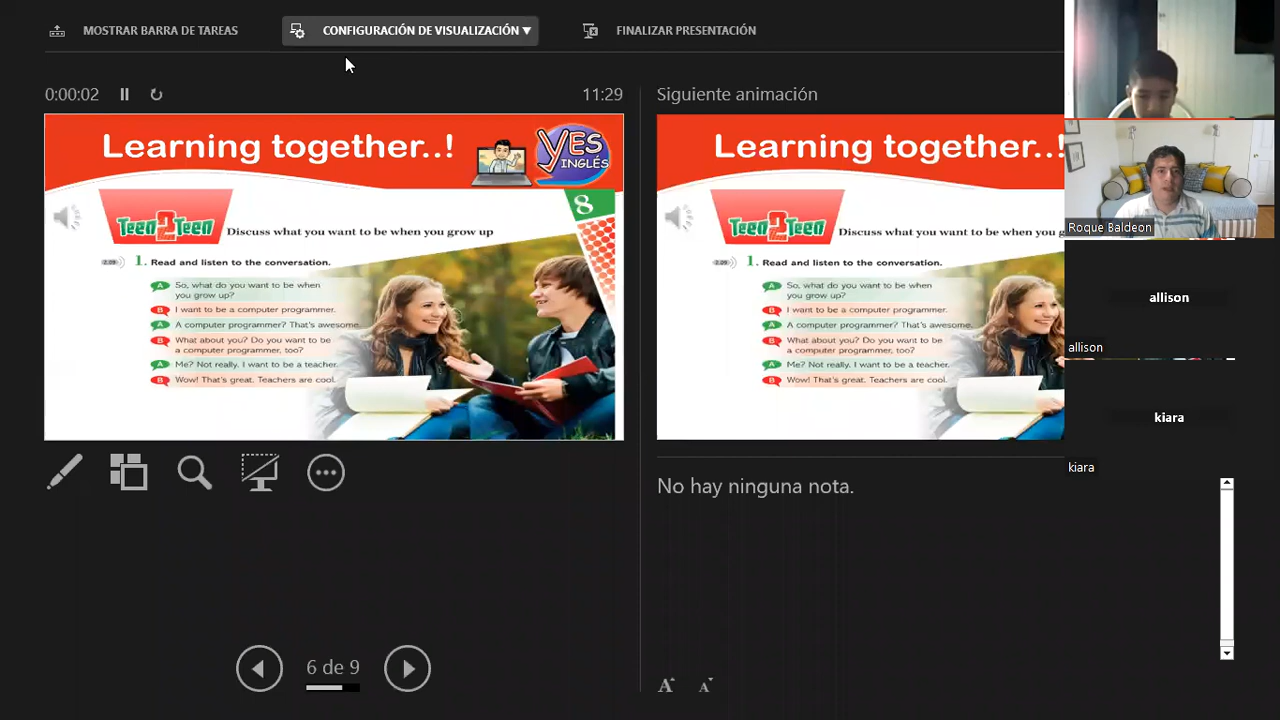 MOSTRAR BARRA DE TAREAS
CONFIGURACIÓN DE VISUALIZACIÓN ▼
FINALIZAR PRESENTACIÓN
0:00:02
11:29
Siguiente animación
Learning together..!
YES
INGLÉS
8
Teen2Teen
Discuss what you want to be when you grow up
1. Read and listen to the conversation.
A So, what do you want to be when
you grow up?
B I want to be a computer programmer.
A A computer programmer? That's awesome.
B What about you? Do you want to be
a computer programmer, too?
A Me? Not really. I want to be a teacher.
B Wow! That's great. Teachers are cool.
Learning together..!
Teen2Teen
Discuss what you want to be when you g
1. Read and listen to the conversation.
A So, what do you want to be when
you grow up?
B I want to be a computer programmer.
A A computer programmer? That's awesome.
B What about you? Do you want to be
a computer programmer, too?
A Me? Not really. I want to be a teacher.
B Wow! That's great. Teachers are cool.
Roque Baldeon
allison
allison
kiara
kiara
No hay ninguna nota.
6 de 9
A A